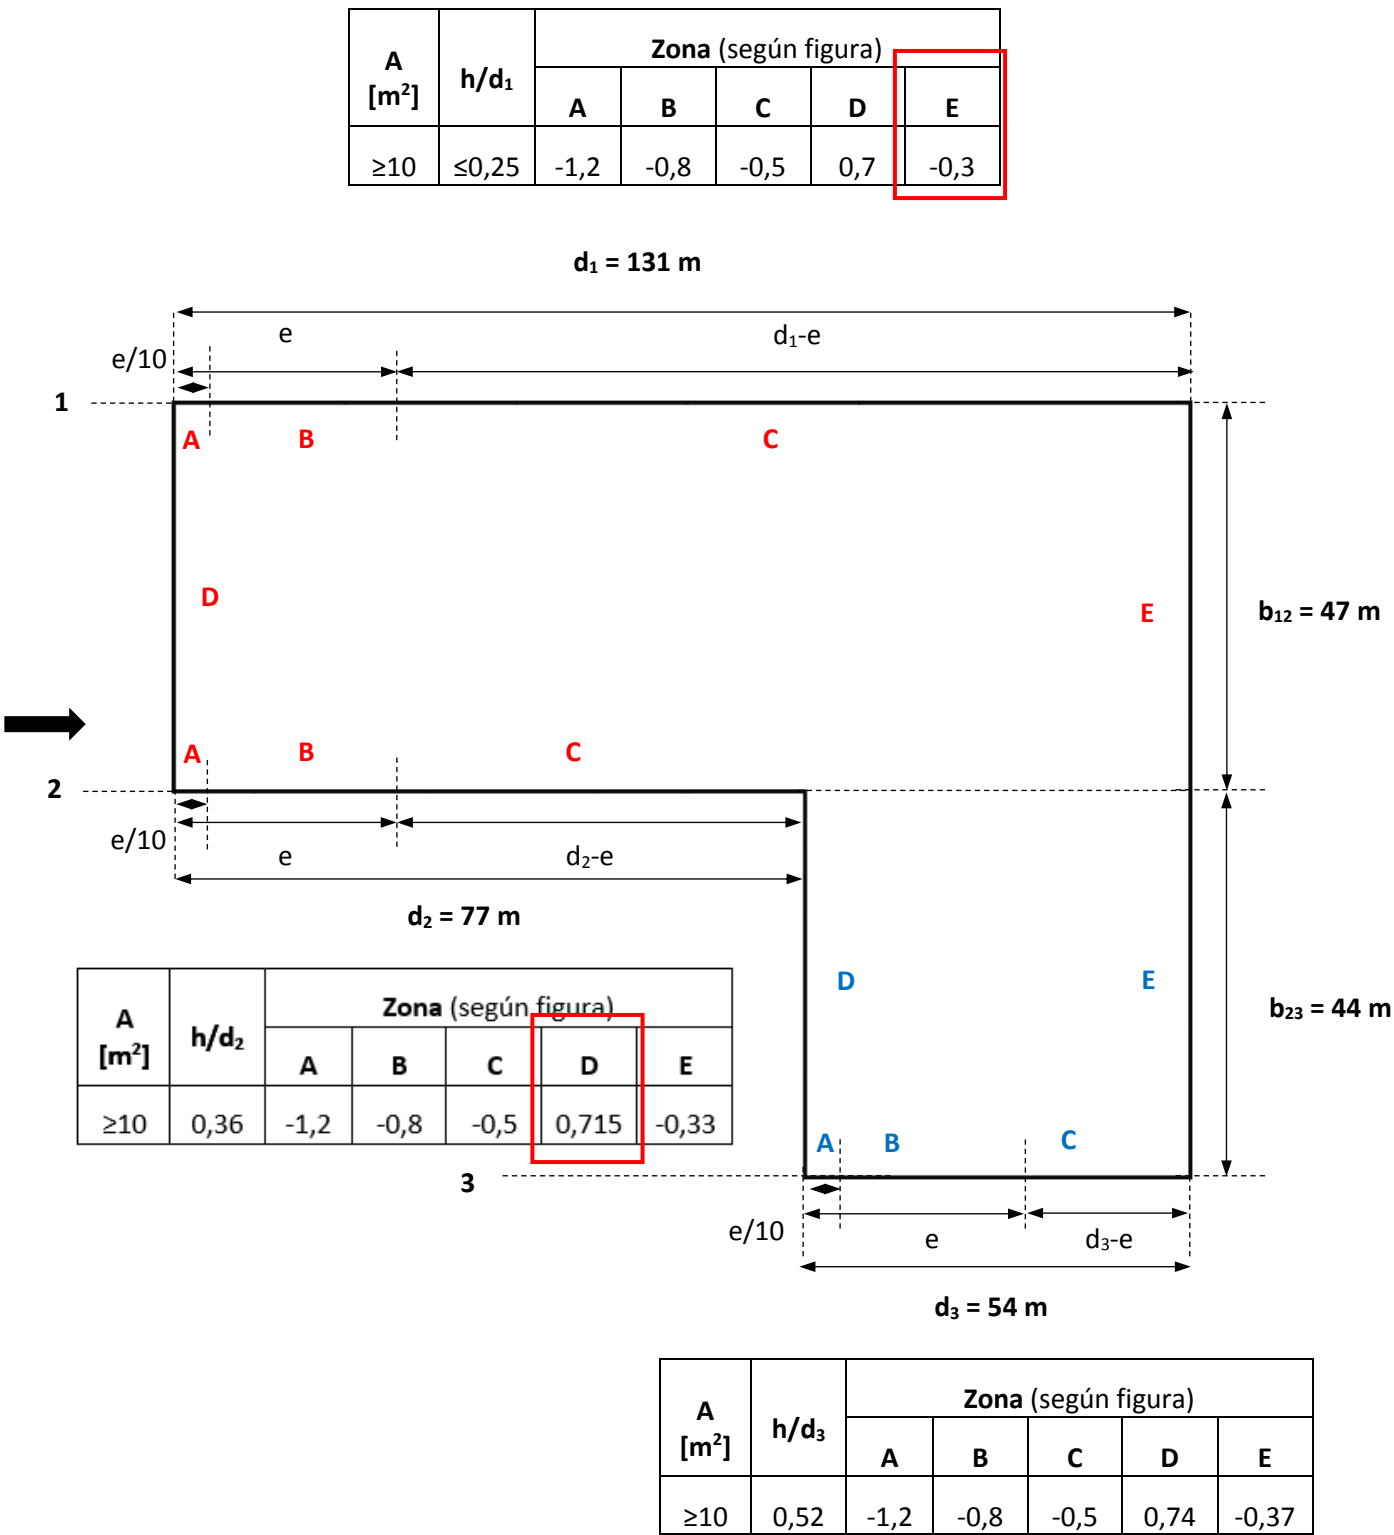 A [m²] h/d₁ Zona (según figura)
A B C D E
≥10 ≤0,25 -1,2 -0,8 -0,5 0,7 -0,3
d₁ = 131 m
e d₁-e
e/10
1
A B C
D E b₁₂ = 47 m
A B C
2
e/10
e d₂-e
d₂ = 77 m
A [m²] h/d₂ Zona (según figura)
A B C D E
≥10 0,36 -1,2 -0,8 -0,5 0,715 -0,33
D E b₂₃ = 44 m
A B C
3
e/10 e d₃-e
d₃ = 54 m
A [m²] h/d₃ Zona (según figura)
A B C D E
≥10 0,52 -1,2 -0,8 -0,5 0,74 -0,37